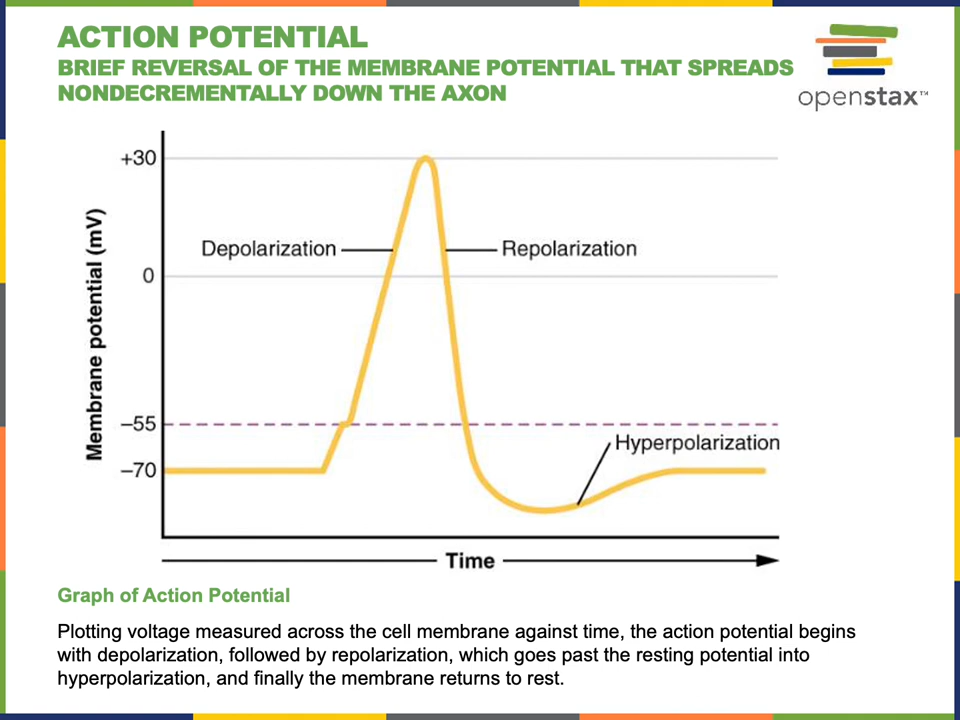 ACTION POTENTIAL
BRIEF REVERSAL OF THE MEMBRANE POTENTIAL THAT SPREADS
NONDECREMENTALLY DOWN THE AXON
openstax™
+30
Depolarization
Repolarization
0
Membrane potential (mV)
–55
Hyperpolarization
–70
Time
Graph of Action Potential
Plotting voltage measured across the cell membrane against time, the action potential begins
with depolarization, followed by repolarization, which goes past the resting potential into
hyperpolarization, and finally the membrane returns to rest.